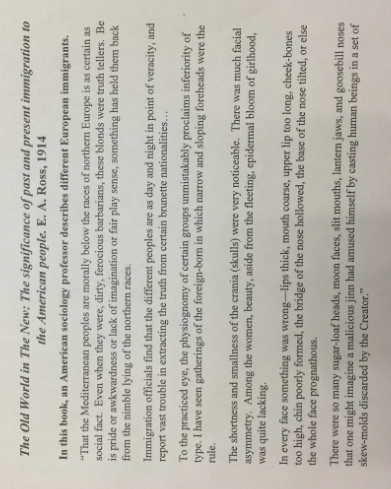 The Old World in The New: The significance of past and present immigration to
the American people. E. A. Ross, 1914
In this book, an American sociology professor describes different European immigrants.
"That the Mediterranean peoples are morally below the races of northern Europe is as certain as
social fact. Even when they were, dirty, ferocious barbarians, these blonds were truth tellers. Be
is pride or awkwardness or lack of imagination or fair play sense, something has held them back
from the nimble lying of the northern races.
Immigration officials find that the different peoples are as day and night in point of veracity, and
report vast trouble in extracting the truth from certain brunette nationalities…
To the practiced eye, the physiognomy of certain groups unmistakably proclaims inferiority of
type. I have seen gatherings of the foreign-born in which narrow and sloping foreheads were the
rule.
The shortness and smallness of the crania (skulls) were very noticeable. There was much facial
asymmetry. Among the women, beauty, aside from the fleeting, epidermal bloom of girlhood,
was quite lacking.
In every face something was wrong—lips thick, mouth coarse, upper lip too long, cheek-bones
too high, chin poorly formed, the bridge of the nose hollowed, the base of the nose tilted, or else
the whole face prognathous.
There were so many sugar-loaf heads, moon faces, slit mouths, lantern jaws, and goosebill noses
that one might imagine a malicious jinn had amused himself by casting human beings in a set of
skew-molds discarded by the Creator."